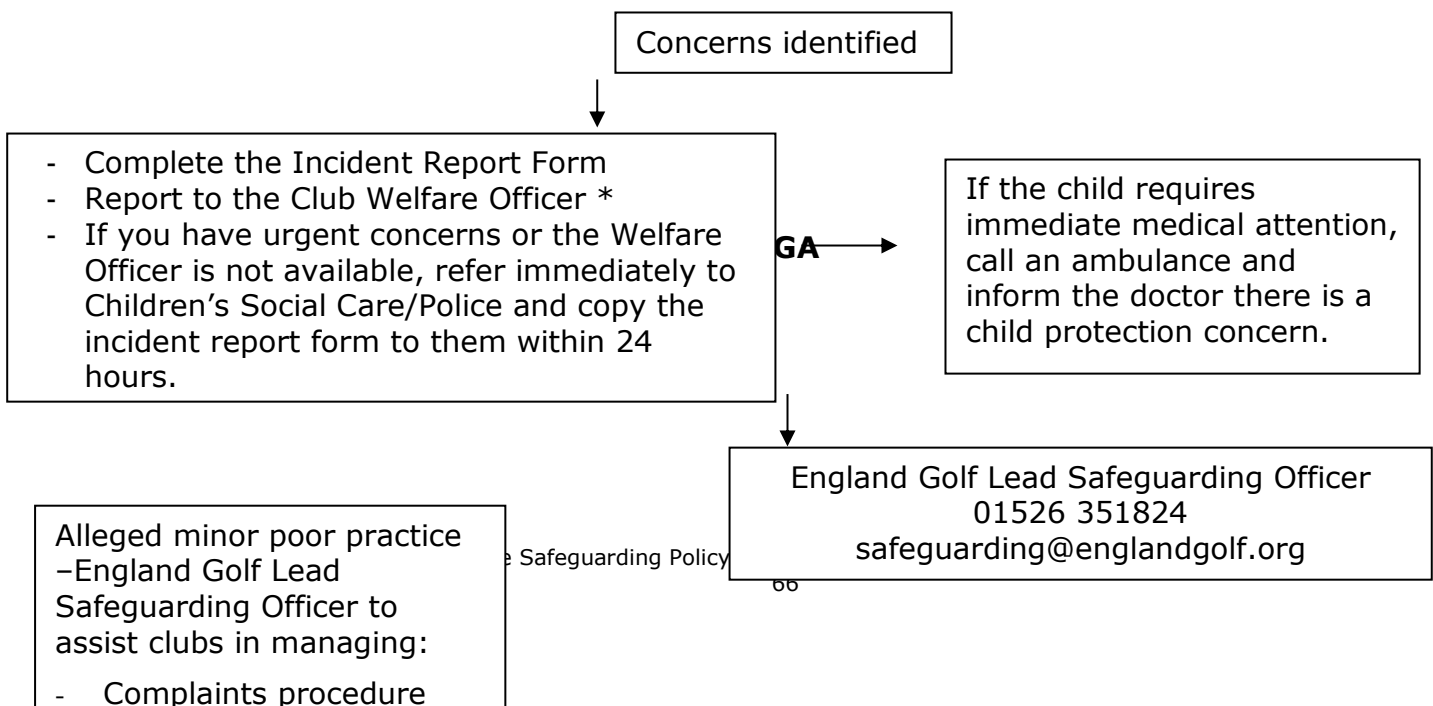 Concerns identified
- Complete the Incident Report Form
- Report to the Club Welfare Officer *
- If you have urgent concerns or the Welfare
Officer is not available, refer immediately to
Children’s Social Care/Police and copy the
incident report form to them within 24
hours.
GA
If the child requires
immediate medical attention,
call an ambulance and
inform the doctor there is a
child protection concern.
England Golf Lead Safeguarding Officer
01526 351824
safeguarding@englandgolf.org
Alleged minor poor practice
–England Golf Lead
Safeguarding Officer to
assist clubs in managing:
- Complaints procedure
Safeguarding Policy
66